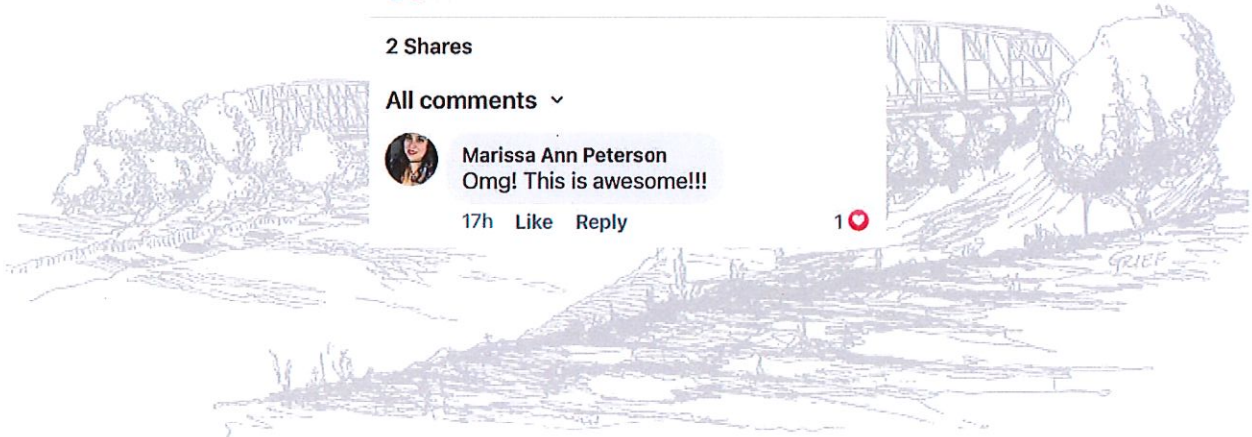 2 Shares
All comments
Marissa Ann Peterson
Omg! This is awesome!!!
17h Like Reply
1
GRIEF